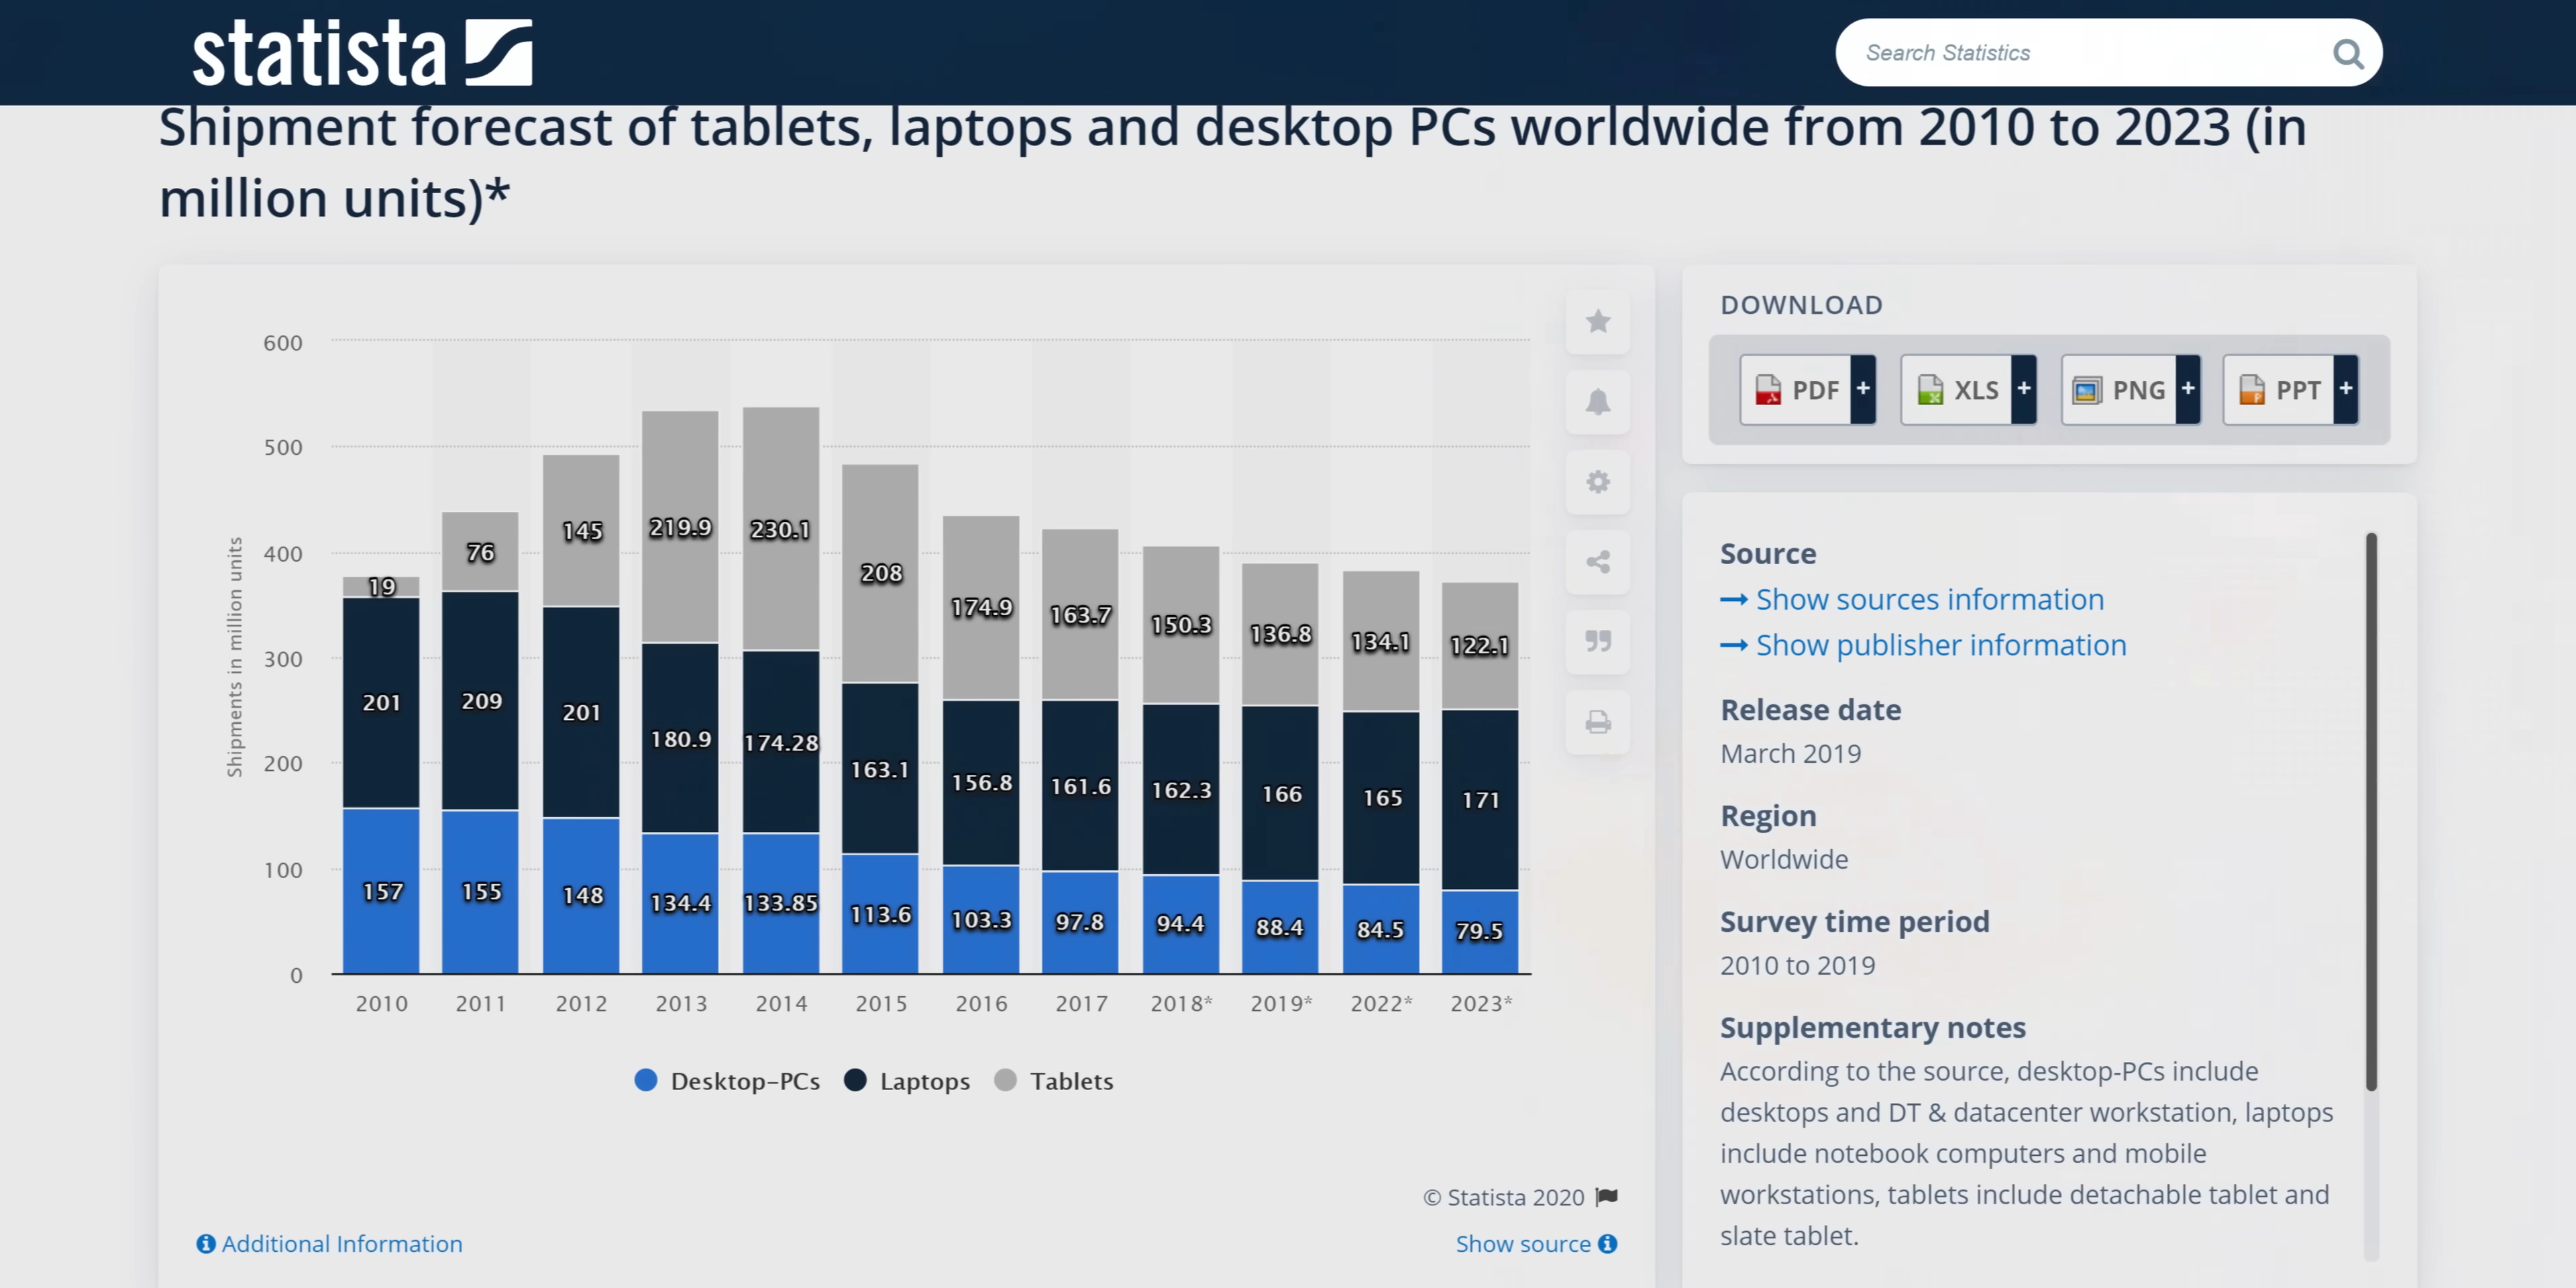 statista
Search Statistics
Shipment forecast of tablets, laptops and desktop PCs worldwide from 2010 to 2023 (in
million units)*
Shipments in million units
600
500
400
300
200
100
0
19
76
145
219.9
230.1
208
174.9
163.7
150.3
136.8
134.1
122.1
201
209
201
180.9
174.28
163.1
156.8
161.6
162.3
166
165
171
157
155
148
134.4
133.85
113.6
103.3
97.8
94.4
88.4
84.5
79.5
2010 2011 2012 2013 2014 2015 2016 2017 2018* 2019* 2022* 2023*
Desktop-PCs Laptops Tablets
© Statista 2020
Additional Information
Show source
DOWNLOAD
PDF + XLS + PNG + PPT +
Source
→ Show sources information
→ Show publisher information
Release date
March 2019
Region
Worldwide
Survey time period
2010 to 2019
Supplementary notes
According to the source, desktop-PCs include
desktops and DT & datacenter workstation, laptops
include notebook computers and mobile
workstations, tablets include detachable tablet and
slate tablet.